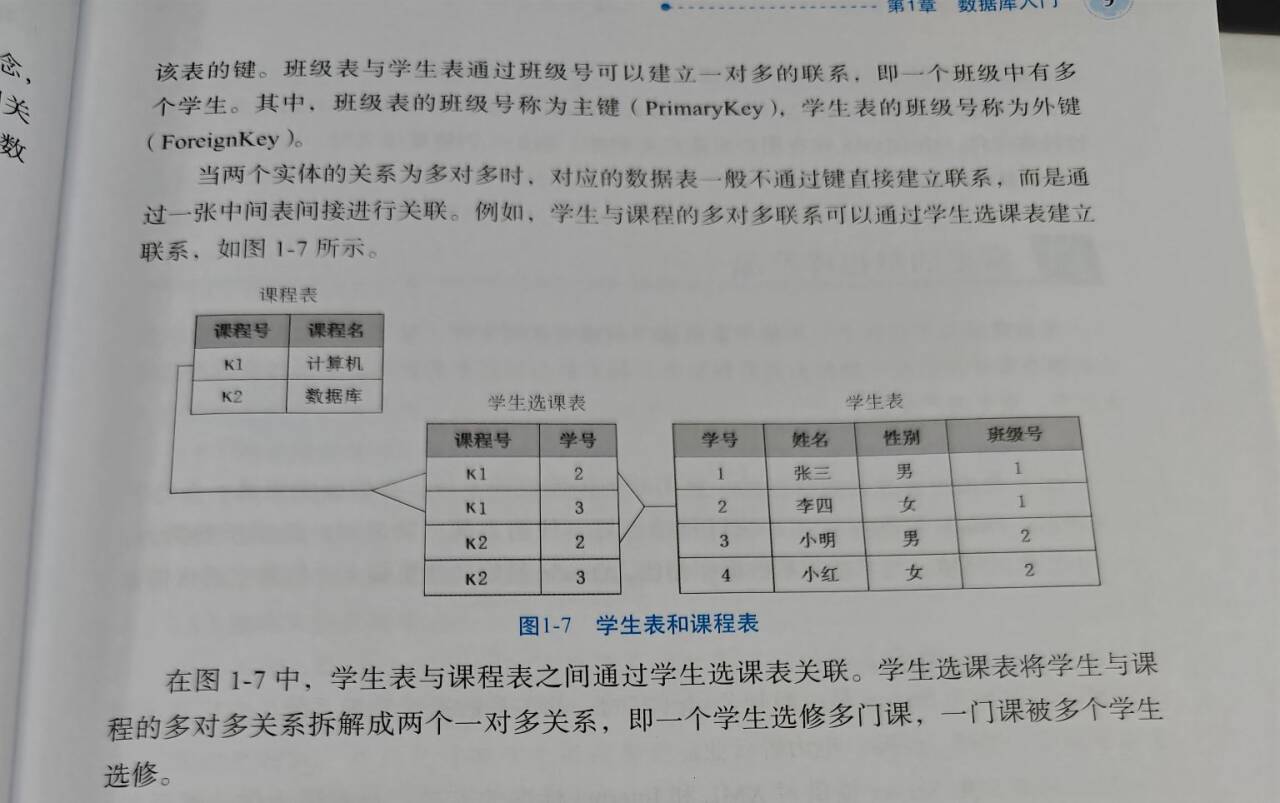 第1章 数据库入门 9
念，
关
数
该表的键。班级表与学生表通过班级号可以建立一对多的联系，即一个班级中有多
个学生。其中，班级表的班级号称为主键（PrimaryKey），学生表的班级号称为外键
（ForeignKey）。
当两个实体的关系为多对多时，对应的数据表一般不通过键直接建立联系，而是通
过一张中间表间接进行关联。例如，学生与课程的多对多联系可以通过学生选课表建立
联系，如图 1-7 所示。
课程表
课程号 课程名
K1 计算机
K2 数据库
学生选课表
课程号 学号
K1 2
K1 3
K2 2
K2 3
学生表
学号 姓名 性别 班级号
1 张三 男 1
2 李四 女 1
3 小明 男 2
4 小红 女 2
图1-7 学生表和课程表
在图 1-7 中，学生表与课程表之间通过学生选课表关联。学生选课表将学生与课
程的多对多关系拆解成两个一对多关系，即一个学生选修多门课，一门课被多个学生
选修。